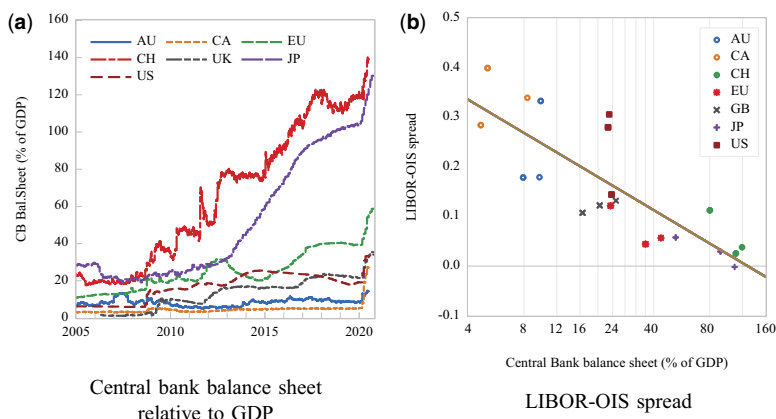 (a)
160
140
120
100
80
60
40
20
0
CB Bal.Sheet (% of GDP)
AU CA EU
CH UK JP
US
2005 2010 2015 2020
Central bank balance sheet
relative to GDP
(b)
0.5
0.4
0.3
0.2
0.1
0.0
-0.1
LIBOR-OIS spread
AU
CA
CH
EU
GB
JP
US
4 8 12 16 24 40 80 160
Central Bank balance sheet (% of GDP)
LIBOR-OIS spread